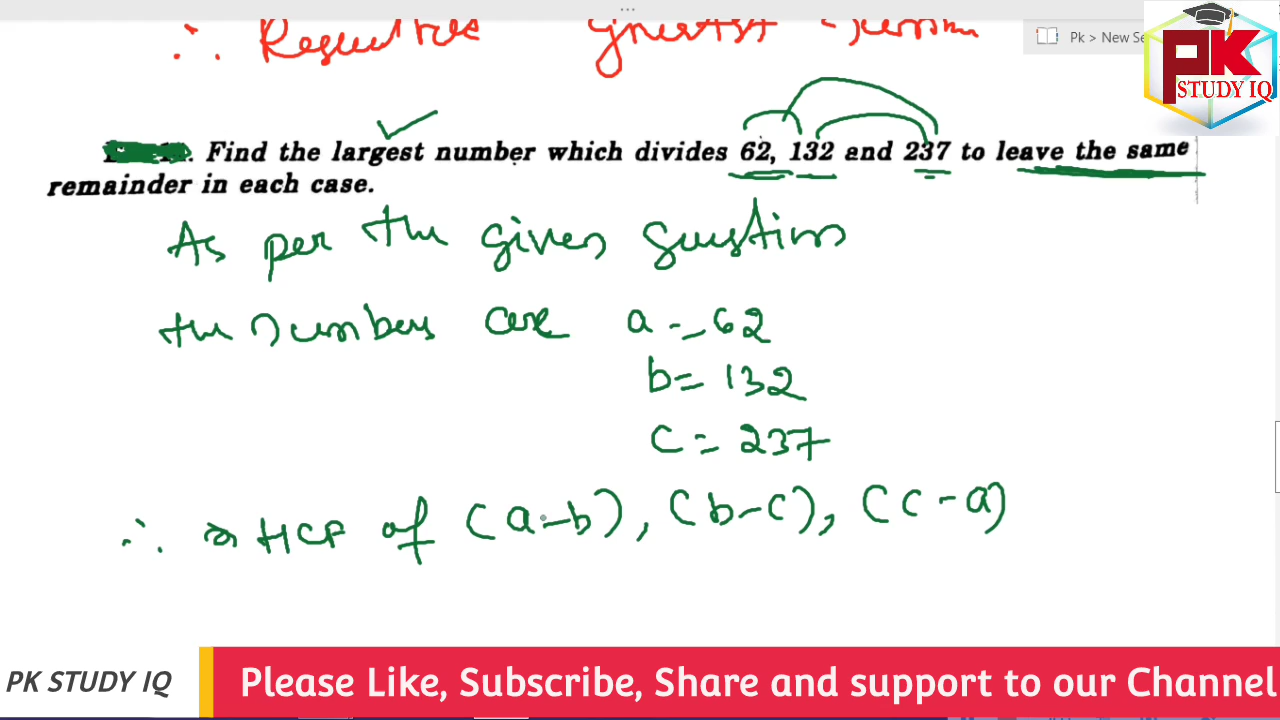 ...
∴ Required greatest
Pk > New Se
PK
STUDY IQ
. Find the largest number which divides 62, 132 and 237 to leave the same
remainder in each case.
As per the given question
the numbers are a = 62
b = 132
c = 237
∴ HCF of (a-b), (b-c), (c-a)
PK STUDY IQ
Please Like, Subscribe, Share and support to our Channel